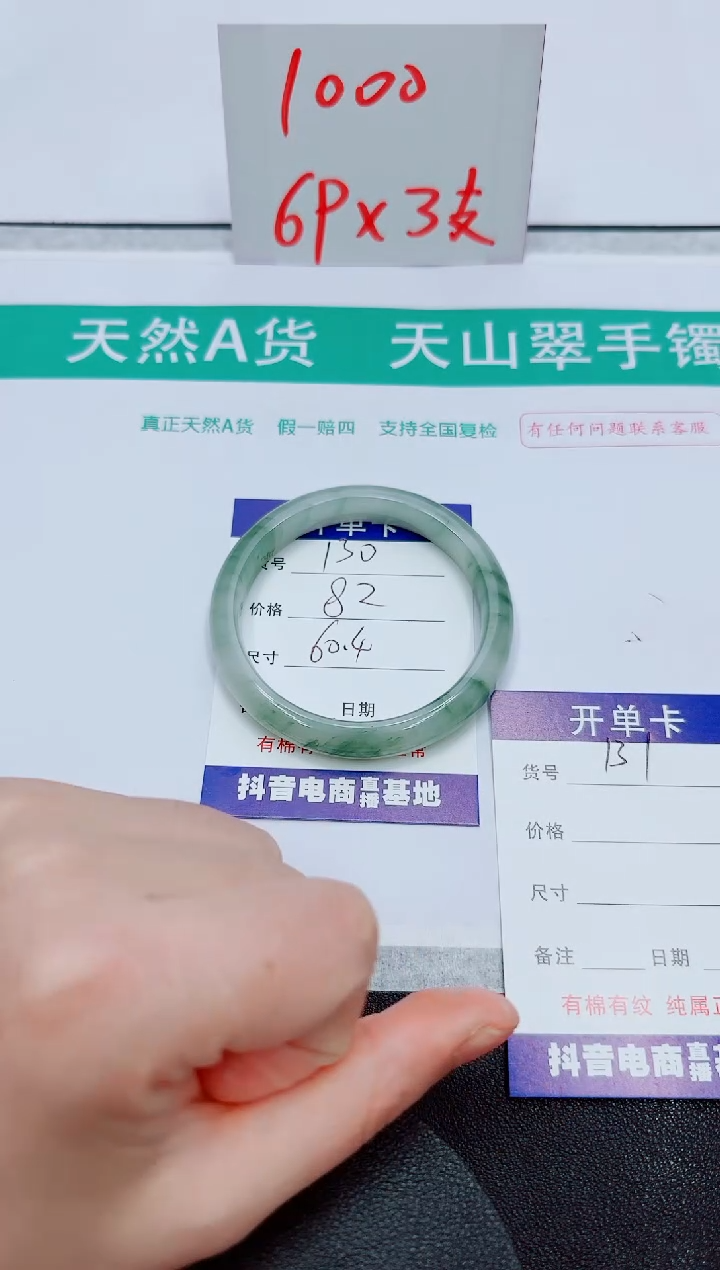 1000
6P×3支
天然A货 天山翠手镯
真正天然A货 假一赔四 支持全国复检 有任何问题联系客服
单卡
号 130
价格 82
尺寸 60.4
日期
有棉
抖音电商直播基地
开单卡
货号 131
价格
尺寸
备注 日期
有棉有纹 纯属正
抖音电商直播基